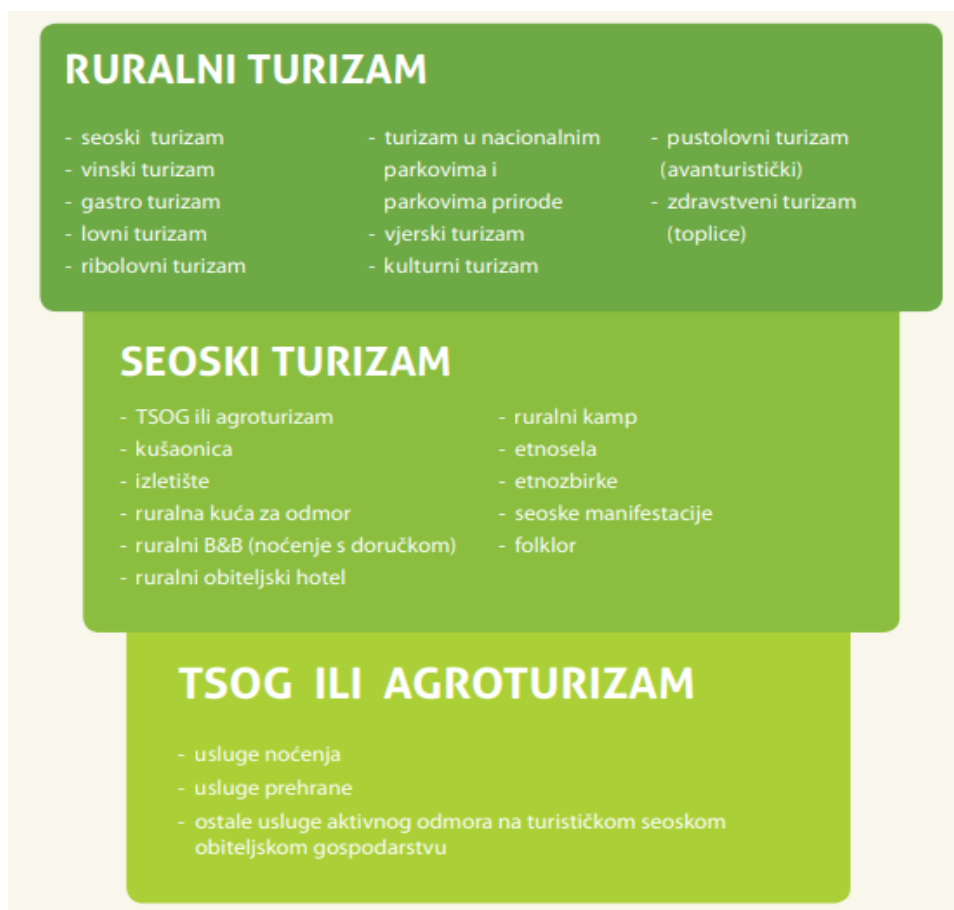 RURALNI TURIZAM
- seoski turizam
- vinski turizam
- gastro turizam
- lovni turizam
- ribolovni turizam
- turizam u nacionalnim
parkovima i
parkovima prirode
- vjerski turizam
- kulturni turizam
- pustolovni turizam
(avanturistički)
- zdravstveni turizam
(toplice)
SEOSKI TURIZAM
- TSOG ili agroturizam
- kušaonica
- izletište
- ruralna kuća za odmor
- ruralni B&B (noćenje s doručkom)
- ruralni obiteljski hotel
- ruralni kamp
- etnosela
- etnozbirke
- seoske manifestacije
- folklor
TSOG ILI AGROTURIZAM
- usluge noćenja
- usluge prehrane
- ostale usluge aktivnog odmora na turističkom seoskom
obiteljskom gospodarstvu